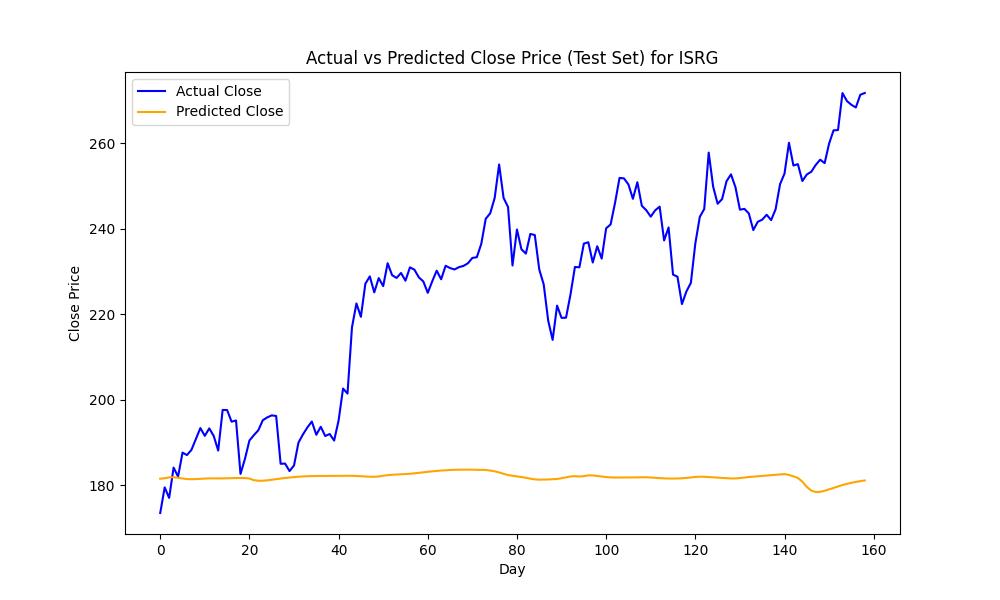 Actual vs Predicted Close Price (Test Set) for ISRG
Actual Close
Predicted Close
Close Price
260
240
220
200
180
0 20 40 60 80 100 120 140 160
Day